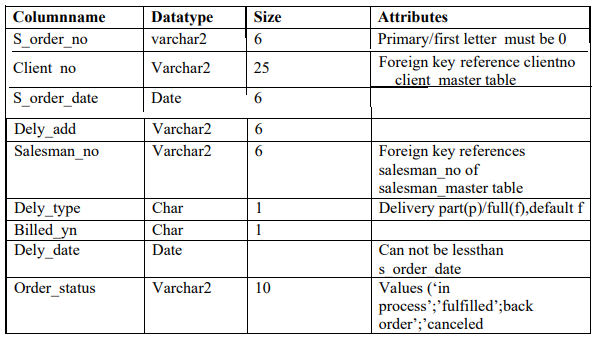 Columnname Datatype Size Attributes
S_order_no varchar2 6 Primary/first letter must be 0
Client_no Varchar2 25 Foreign key reference clientno
client_master table
S_order_date Date 6
Dely_add Varchar2 6
Salesman_no Varchar2 6 Foreign key references
salesman_no of
salesman_master table
Dely_type Char 1 Delivery part(p)/full(f),default f
Billed_yn Char 1
Dely_date Date Can not be lessthan
s_order_date
Order_status Varchar2 10 Values (‘in
process’;’fulfilled’;back
order’;’canceled